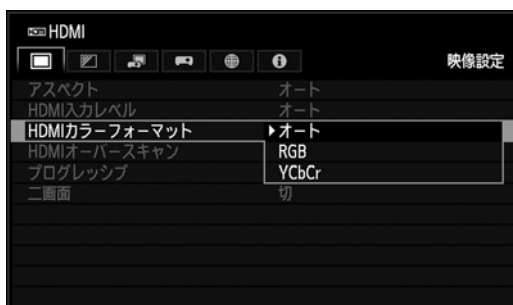 HDMI HDMI
映像設定
アスペクト オート
HDMI入力レベル オート
HDMIカラーフォーマット オート
HDMIオーバースキャン RGB
プログレッシブ YCbCr
二画面 切